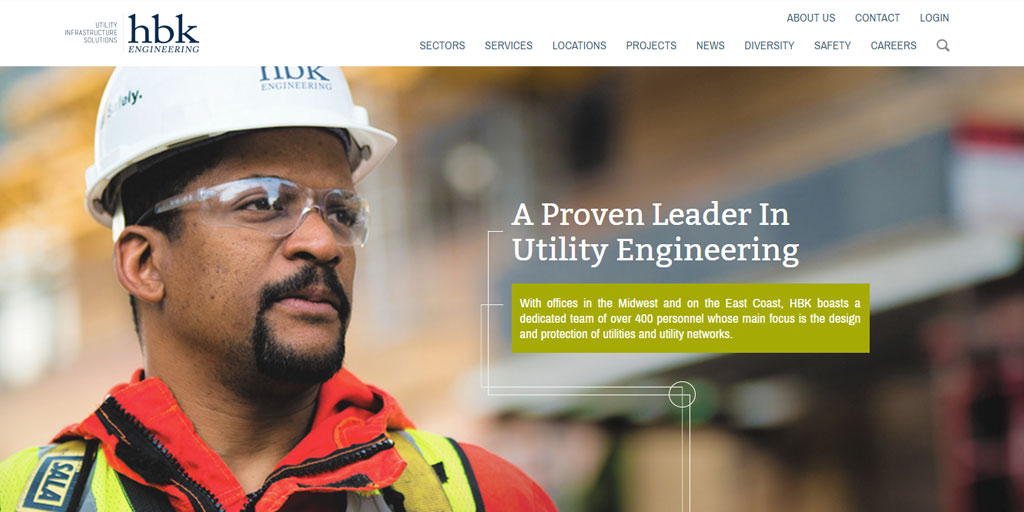 UTILITY
INFRASTRUCTURE
SOLUTIONS
hbk
ENGINEERING
ABOUT US CONTACT LOGIN
SECTORS SERVICES LOCATIONS PROJECTS NEWS DIVERSITY SAFETY CAREERS
hbk
ENGINEERING
A Proven Leader In
Utility Engineering
With offices in the Midwest and on the East Coast, HBK boasts a
dedicated team of over 400 personnel whose main focus is the design
and protection of utilities and utility networks.
SALA